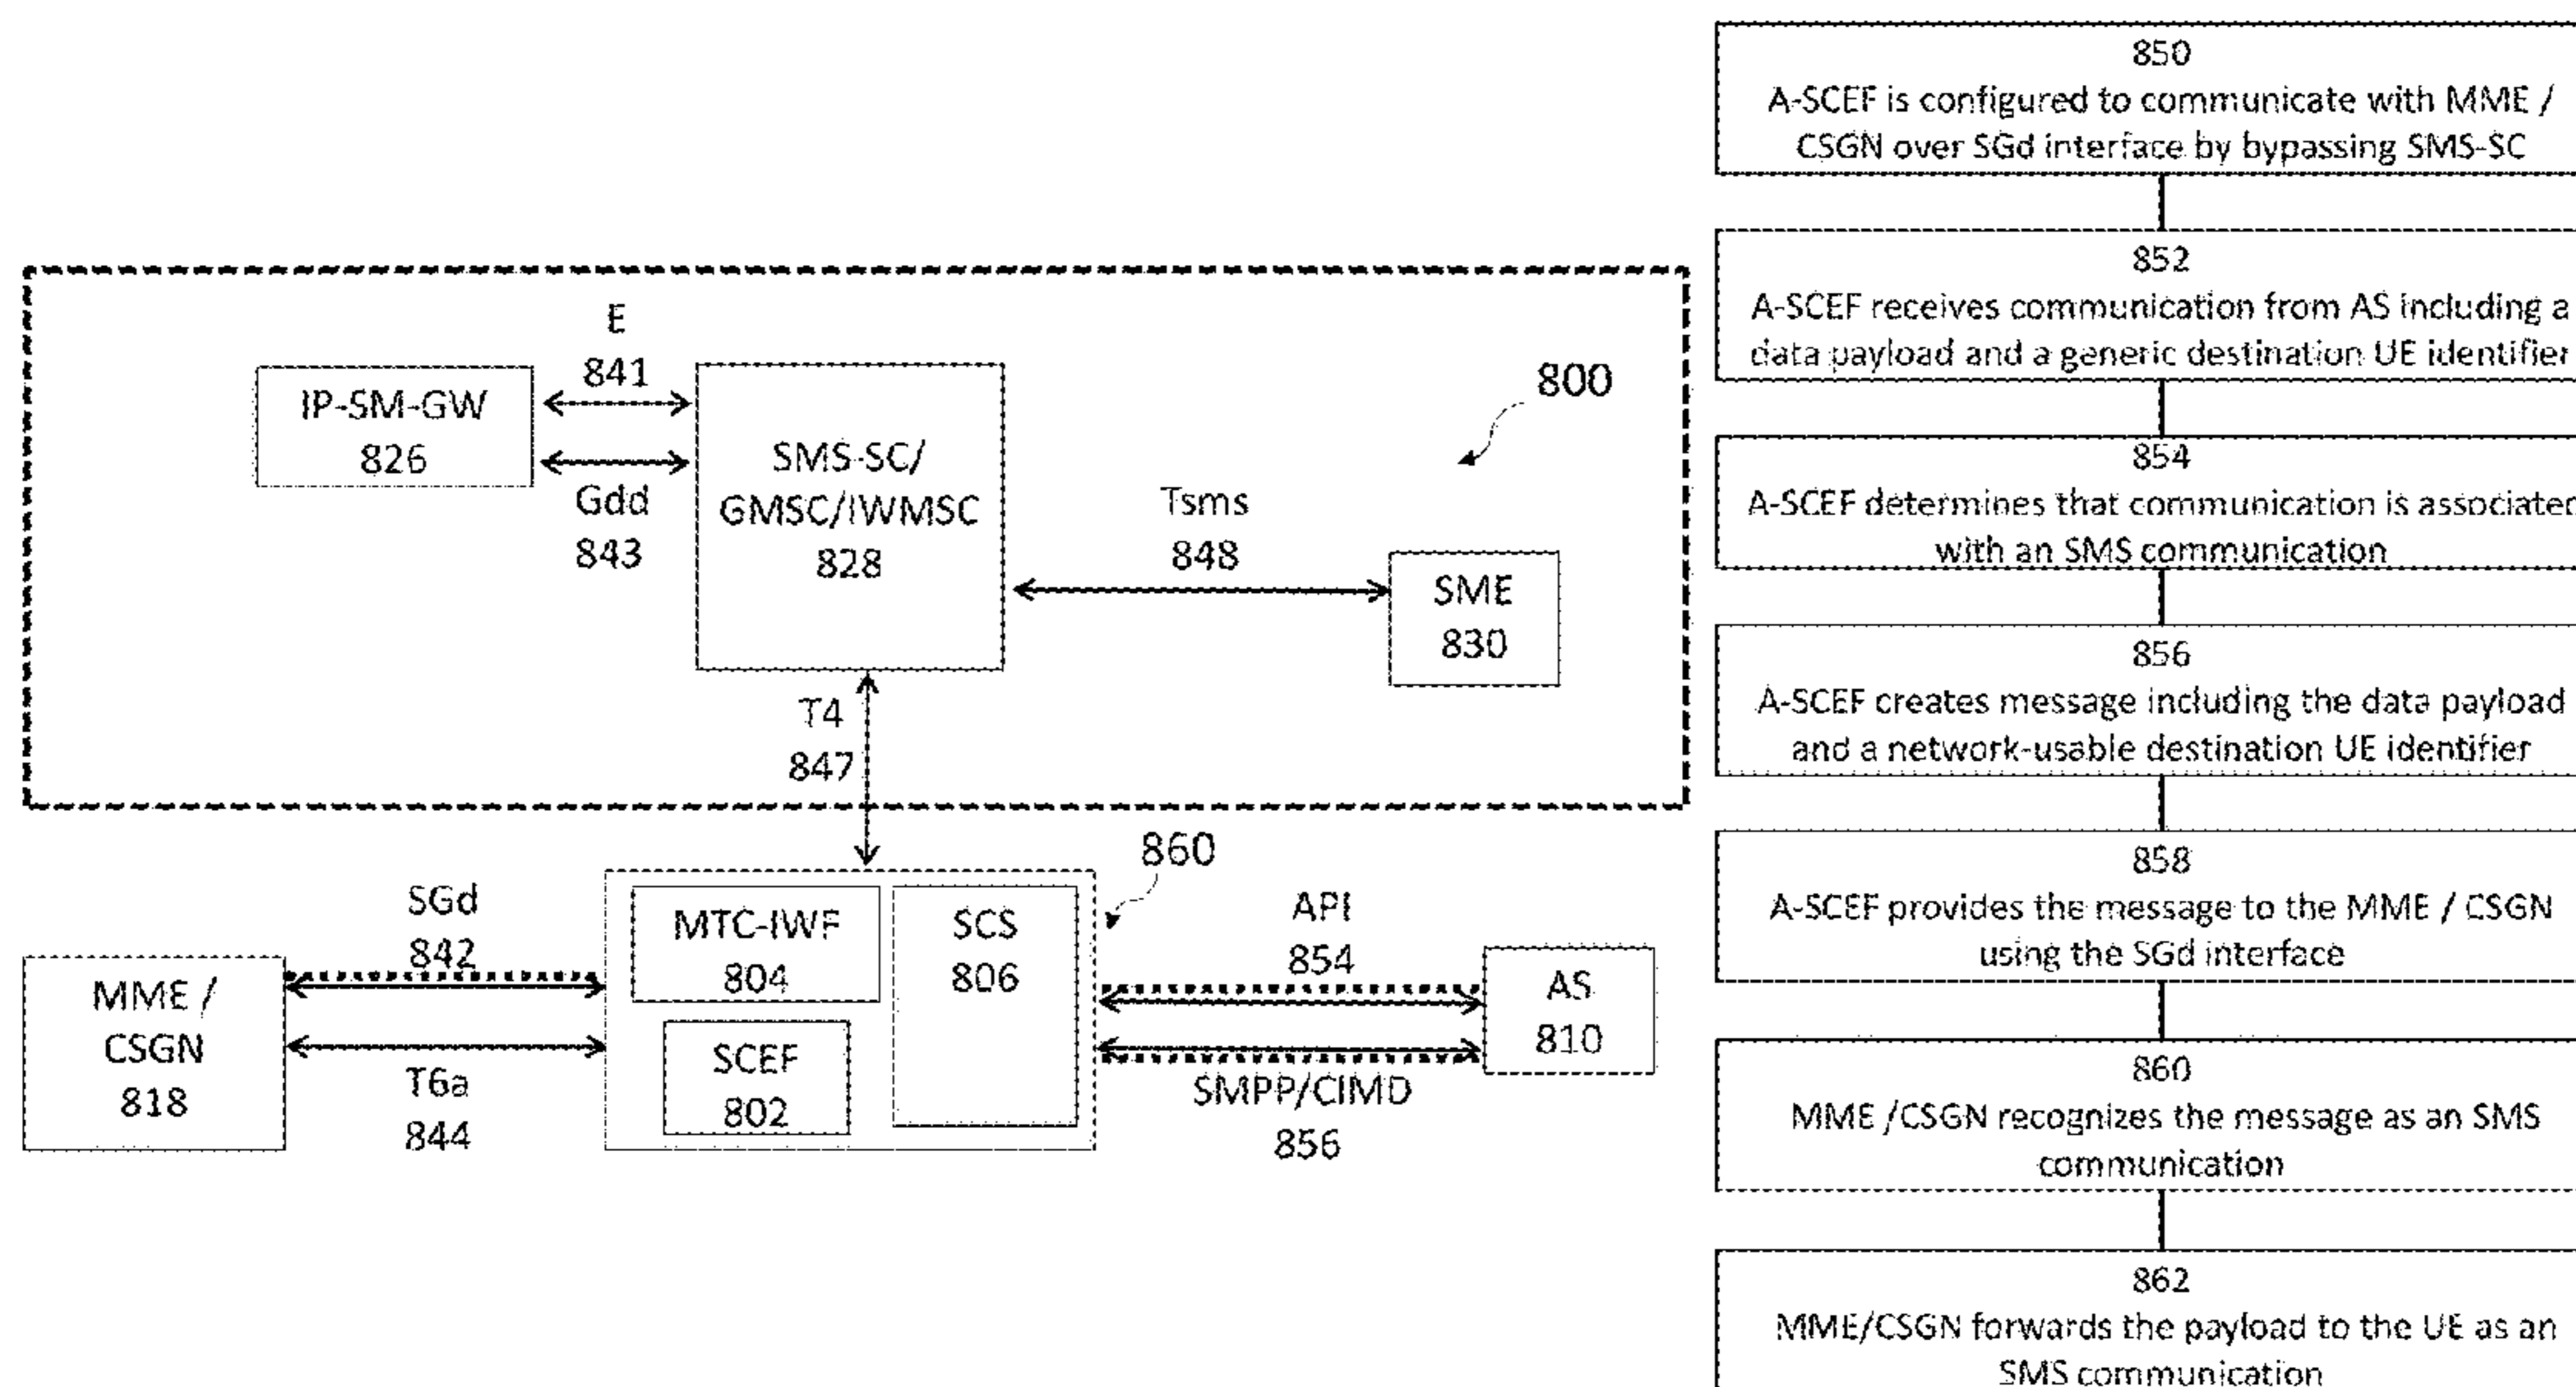 E
841
IP-SM-GW
826
Gdd
843
SMS-SC/
GMSC/IWMSC
828
800
Tsms
848
SME
830
T4
847
860
SGd
842
MTC-IWF
804
SCS
806
API
854
MME /
CSGN
818
AS
810
T6a
844
SCEF
802
SMPP/CIMD
856
850
A-SCEF is configured to communicate with MME /
CSGN over SGd interface by bypassing SMS-SC
852
A-SCEF receives communication from AS including a
data payload and a generic destination UE identifier
854
A-SCEF determines that communication is associated
with an SMS communication
856
A-SCEF creates message including the data payload
and a network-usable destination UE identifier
858
A-SCEF provides the message to the MME / CSGN
using the SGd interface
860
MME /CSGN recognizes the message as an SMS
communication
862
MME/CSGN forwards the payload to the UE as an
SMS communication